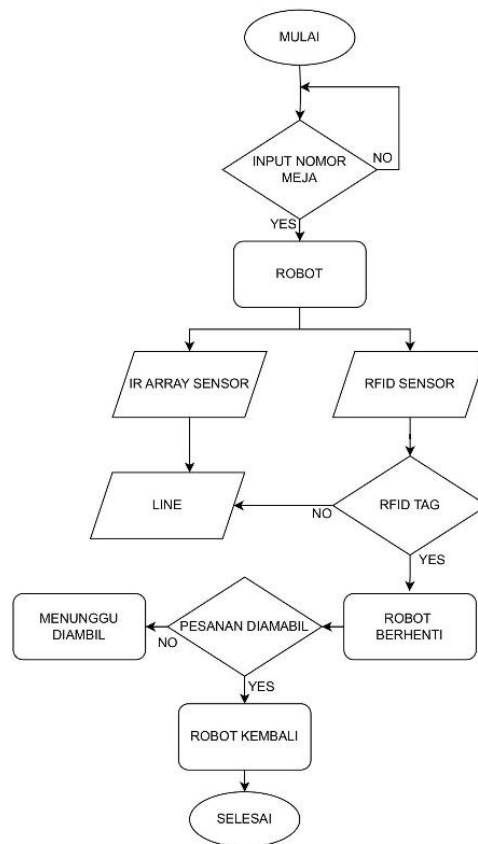 MULAI
INPUT NOMOR
MEJA
NO
YES
ROBOT
IR ARRAY SENSOR
RFID SENSOR
LINE
RFID TAG
NO
YES
MENUNGGU
DIAMBIL
PESANAN DIAMABIL
ROBOT
BERHENTI
NO
YES
ROBOT KEMBALI
SELESAI